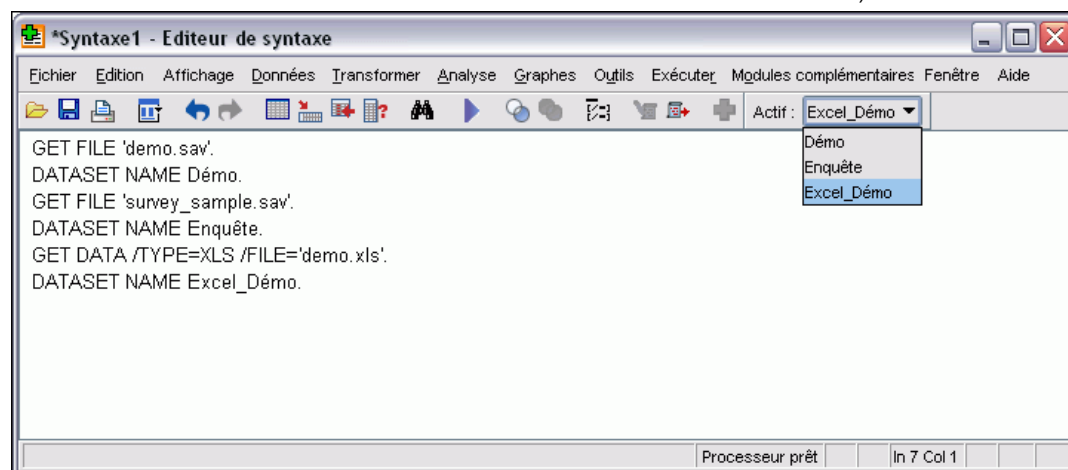 *Syntaxe1 - Editeur de syntaxe
Fichier Edition Affichage Données Transformer Analyse Graphes Outils Exécuter Modules complémentaires Fenêtre Aide
Actif : Excel_Démo
Démo
Enquête
Excel_Démo
GET FILE 'demo.sav'.
DATASET NAME Démo.
GET FILE 'survey_sample.sav'.
DATASET NAME Enquête.
GET DATA /TYPE=XLS /FILE='demo.xls'.
DATASET NAME Excel_Démo.
Processeur prêt In 7 Col 1